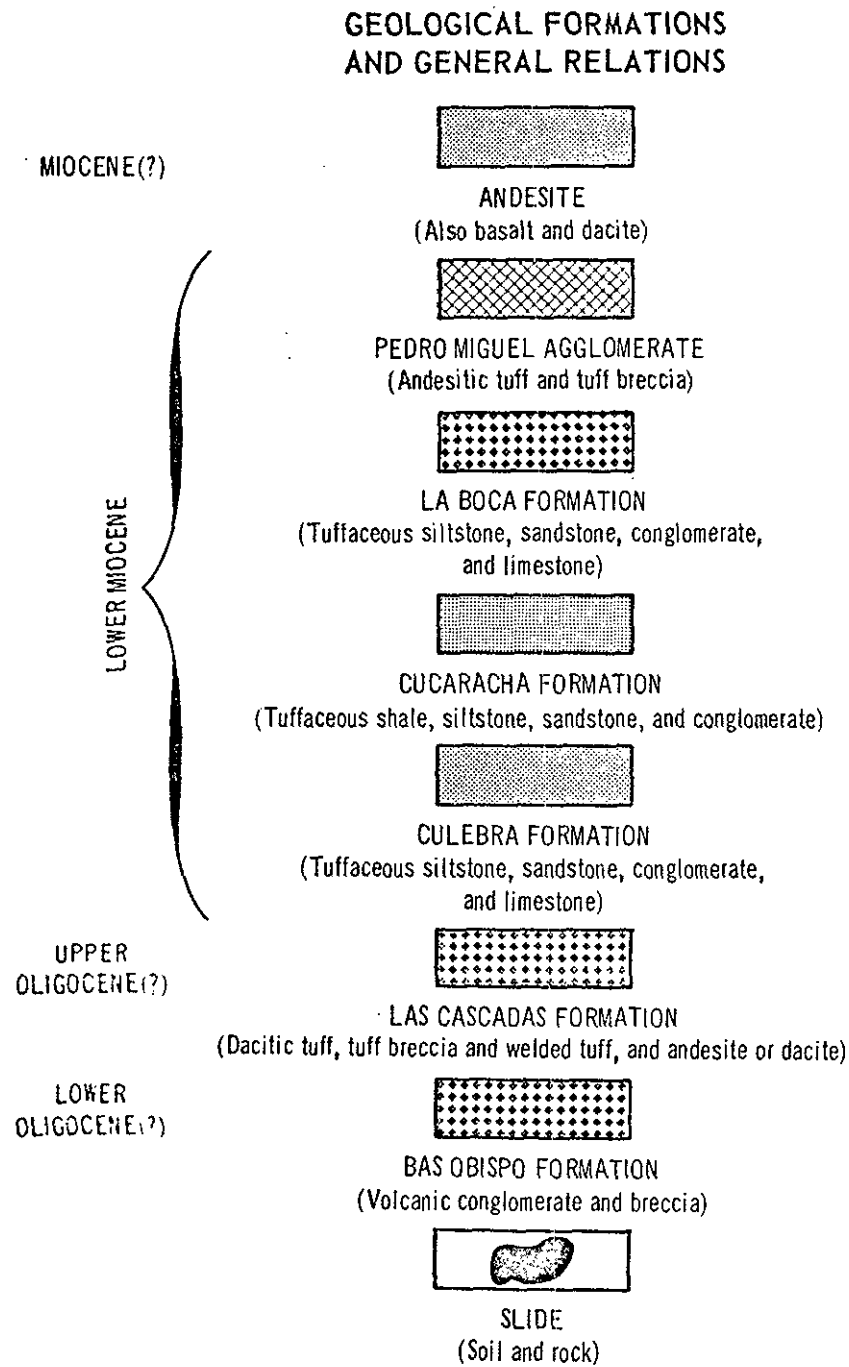 GEOLOGICAL FORMATIONS
AND GENERAL RELATIONS
MIOCENE(?)
ANDESITE
(Also basalt and dacite)
PEDRO MIGUEL AGGLOMERATE
(Andesitic tuff and tuff breccia)
LOWER MIOCENE
LA BOCA FORMATION
(Tuffaceous siltstone, sandstone, conglomerate,
and limestone)
CUCARACHA FORMATION
(Tuffaceous shale, siltstone, sandstone, and conglomerate)
CULEBRA FORMATION
(Tuffaceous siltstone, sandstone, conglomerate,
and limestone)
UPPER
OLIGOCENE(?)
LAS CASCADAS FORMATION
(Dacitic tuff, tuff breccia and welded tuff, and andesite or dacite)
LOWER
OLIGOCENE(?)
BAS OBISPO FORMATION
(Volcanic conglomerate and breccia)
SLIDE
(Soil and rock)